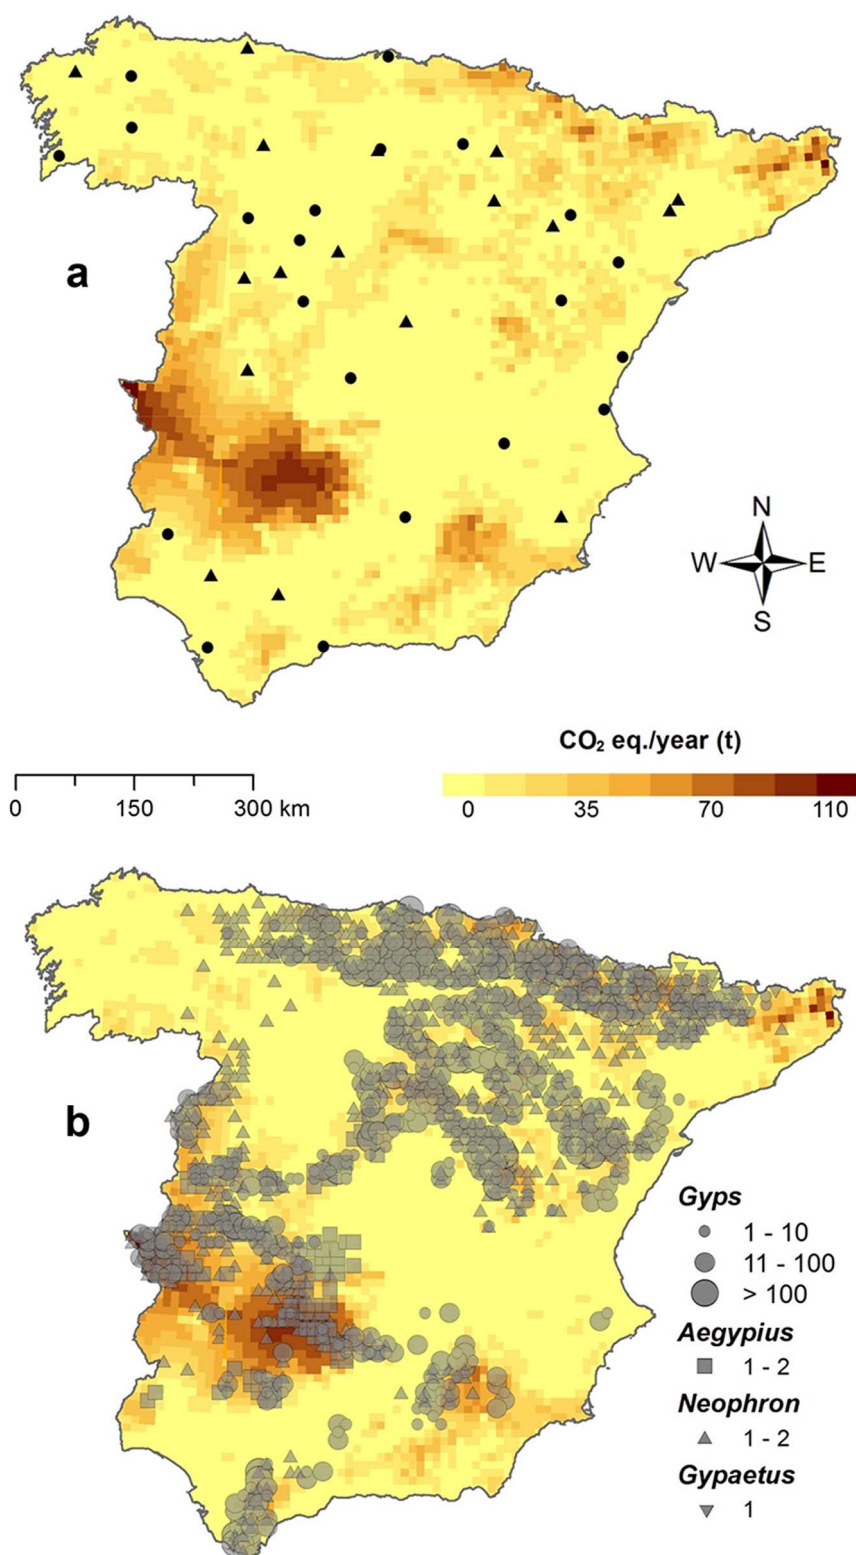 a
N
W E
S
CO₂ eq./year (t)
0 150 300 km
0 35 70 110
b
Gyps
1 - 10
11 - 100
> 100
Aegypius
1 - 2
Neophron
1 - 2
Gypaetus
1